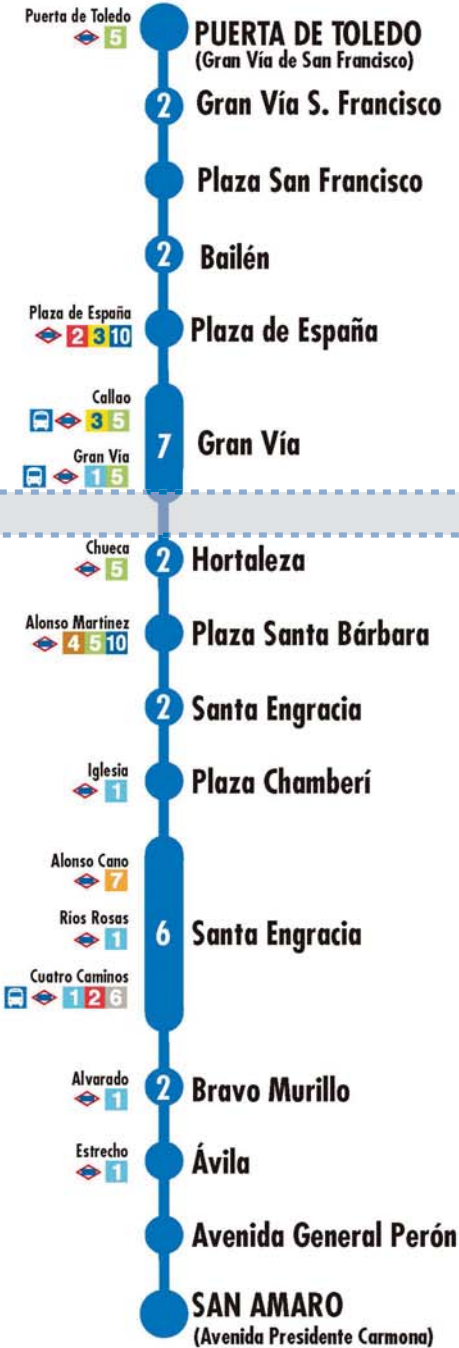 Puerta de Toledo
5
PUERTA DE TOLEDO
(Gran Vía de San Francisco)
2 Gran Vía S. Francisco
Plaza San Francisco
2 Bailén
Plaza de España
2 3 10
Plaza de España
Callao
3 5
7 Gran Vía
Gran Vía
1 5
Chueca
5
2 Hortaleza
Alonso Martínez
4 5 10
Plaza Santa Bárbara
2 Santa Engracia
Iglesia
1
Plaza Chamberí
Alonso Cano
7
Ríos Rosas
1
6 Santa Engracia
Cuatro Caminos
1 2 6
Alvarado
1
2 Bravo Murillo
Estrecho
1
Ávila
Avenida General Perón
SAN AMARO
(Avenida Presidente Carmona)